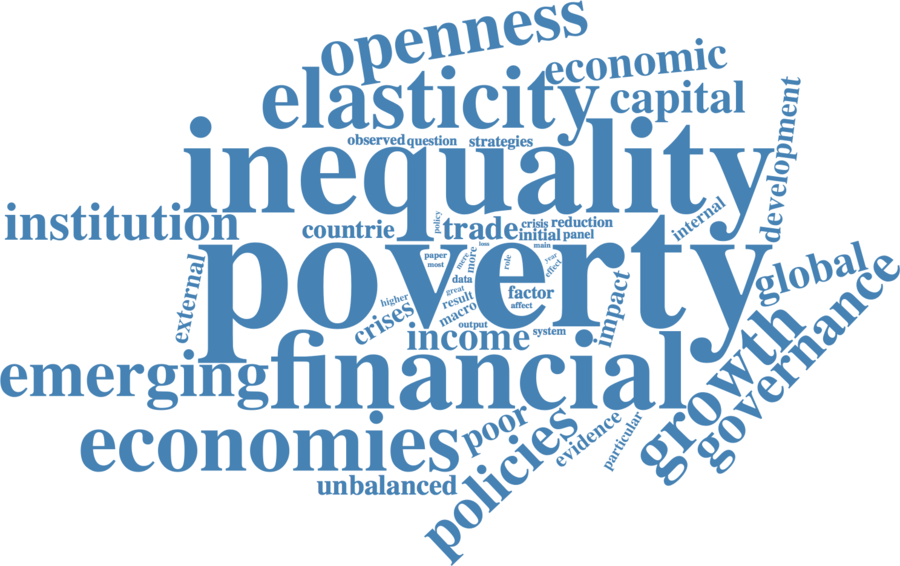 openness
economic
elasticity
capital
development
observed question strategies
inequality
institution
countrie
policy
trade
crisis reduction
initial panel
internal
poverty
external
paper
most
mere
more
bass
main
role
year
effect
data
great
result
macro
higher
crises
factor
affect
impact
global
governance
growth
output
income
system
emerging
financial
economies
poor
policies
evidence
particular
unbalanced